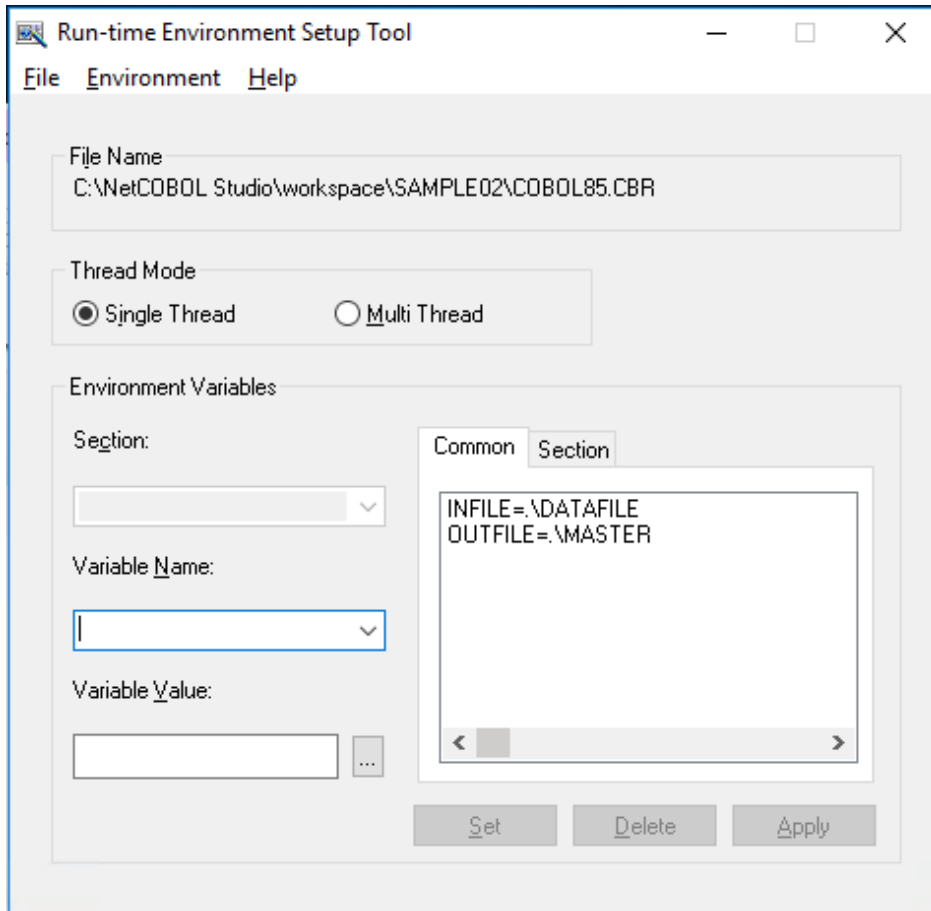 Run-time Environment Setup Tool
File Environment Help
File Name
C:\NetCOBOL Studio\workspace\SAMPLE02\COBOL85.CBR
Thread Mode
Single Thread Multi Thread
Environment Variables
Section:
Common Section
INFILE=.\DATAFILE
OUTFILE=.\MASTER
Variable Name:
Variable Value:
...
Set Delete Apply